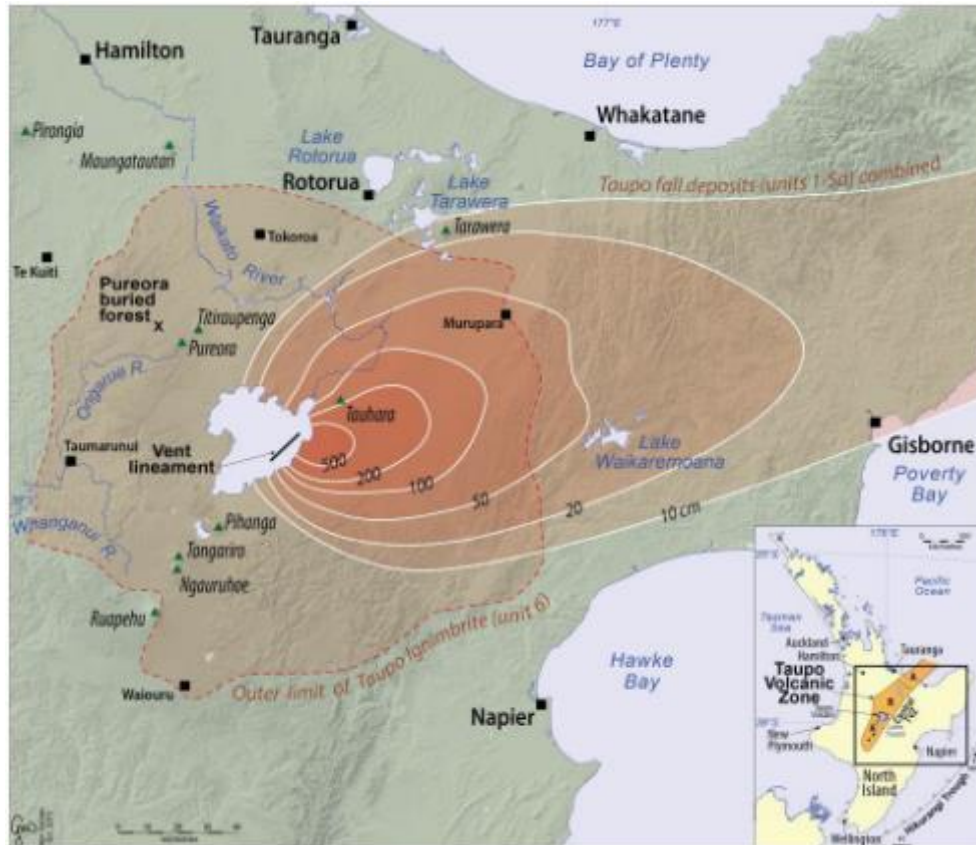 Tauranga
177°E
Hamilton
Bay of Plenty
Pirongia
Whakatane
Maungatautari
Lake
Rotorua
Rotorua
Lake
Tarawera
Taupo fall deposits (units 1-5a) combined
Waikato
River
Tokoroa
Tarawera
Te Kuiti
Pureora
buried
forest
x
Titiraupenga
Murupara
Pureora
Ongarue R.
Tauhara
Taumarunui
Vent
lineament
Lake
Waikaremoana
Gisborne
Poverty
Bay
500
200
100
50
20
10 cm
Whanganui R.
Pihanga
Tongariro
Ngauruhoe
Ruapehu
Outer limit of Taupo Ignimbrite (unit 6)
Waiouru
Hawke
Bay
Napier
Pacific
Ocean
Tasman
Sea
Auckland
Hamilton
Tauranga
Taupo
Volcanic
Zone
New
Plymouth
Napier
North
Island
Wellington
Hikurangi Trough